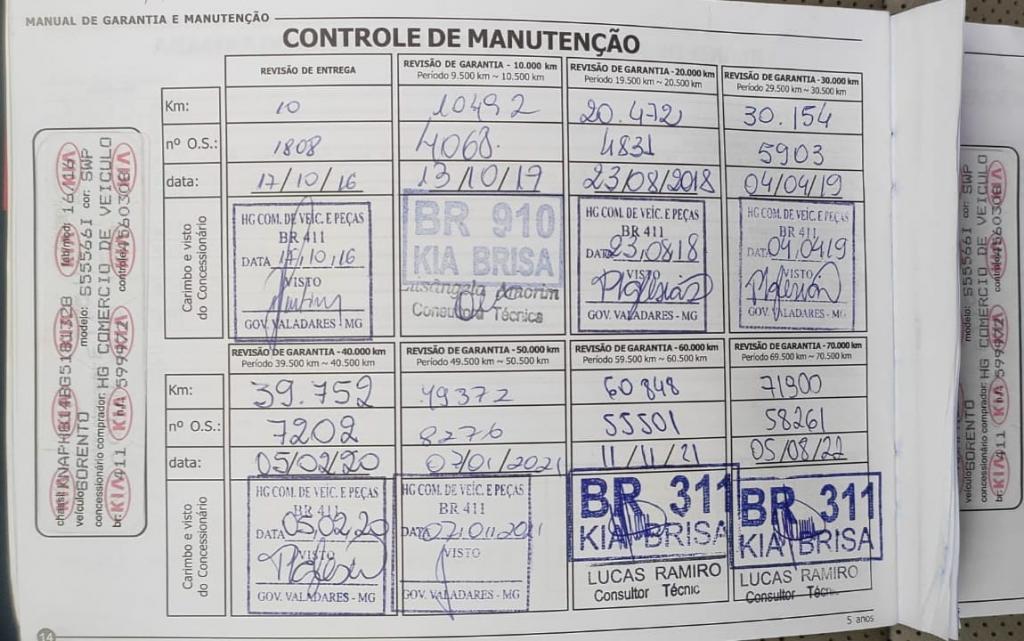 MANUAL DE GARANTIA E MANUTENÇÃO
CONTROLE DE MANUTENÇÃO
REVISÃO DE ENTREGA
REVISÃO DE GARANTIA - 10.000 km
Período 9.500 km ~ 10.500 km
REVISÃO DE GARANTIA - 20.000 km
Período 19.500 km ~ 20.500 km
REVISÃO DE GARANTIA - 30.000 km
Período 29.500 km ~ 30.500 km
Km: 10 10492 20.472 30.154
nº O.S.: 1808 4068 4831 5903
data: 17/10/16 13/10/17 23/08/2018 04/04/19
Carimbo e visto
do Concessionário
HG COM. DE VEÍC. E PEÇAS
BR 411
DATA 17,10,16
VISTO
GOV. VALADARES - MG
BR 910
KIA BRISA
Amorim
Consultora Técnica
HG COM. DE VEÍC. E PEÇAS
BR 411
DATA 23,08,18
VISTO
GOV. VALADARES - MG
HG COM. DE VEÍC. E PEÇAS
BR 411
DATA 04,04,19
VISTO
GOV. VALADARES - MG
REVISÃO DE GARANTIA - 40.000 km
Período 39.500 km ~ 40.500 km
REVISÃO DE GARANTIA - 50.000 km
Período 49.500 km ~ 50.500 km
REVISÃO DE GARANTIA - 60.000 km
Período 59.500 km ~ 60.500 km
REVISÃO DE GARANTIA - 70.000 km
Período 69.500 km ~ 70.500 km
Km: 39.752 49372 60848 71900
nº O.S.: 7202 8276 55501 58261
data: 05/02/20 07/01/2021 11/11/21 05/08/22
Carimbo e visto
do Concessionário
HG COM. DE VEÍC. E PEÇAS
BR 411
DATA 05,02,20
VISTO
GOV. VALADARES - MG
HG COM. DE VEÍC. E PEÇAS
BR 411
DATA 07,01,2021
VISTO
GOV. VALADARES - MG
BR 311
KIA BRISA
LUCAS RAMIRO
Consultor Técnic
BR 311
KIA BRISA
LUCAS RAMIRO
Consultor Técn
14
5 anos
veículo: SORENTO modelo: S5556SI cor: SWP
concessionário comprador: HG COMERCIO DE VEICULO
br: 411
KIA